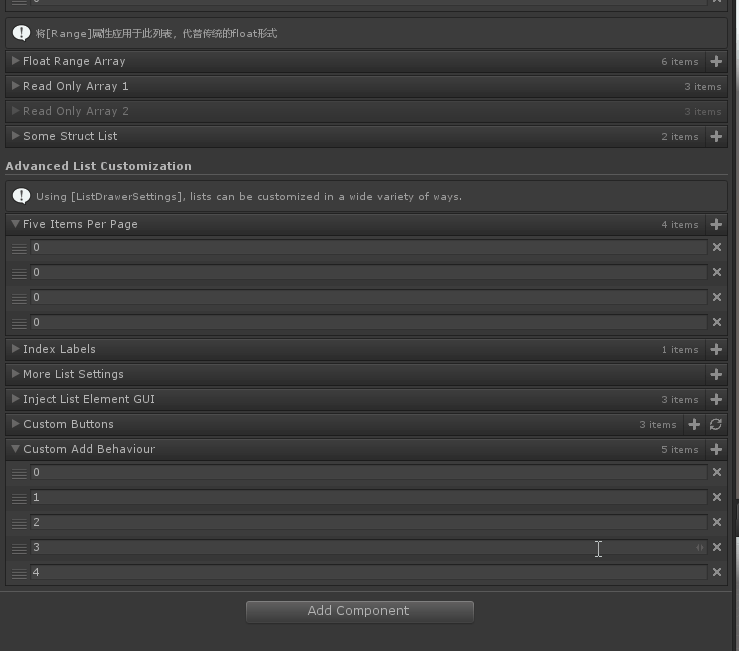 将[Range]属性应用于此列表，代替传统的float形式
Float Range Array 6 items
Read Only Array 1 3 items
Read Only Array 2 3 items
Some Struct List 2 items
Advanced List Customization
Using [ListDrawerSettings], lists can be customized in a wide variety of ways.
Five Items Per Page 4 items
0
0
0
0
Index Labels 1 items
More List Settings
Inject List Element GUI 3 items
Custom Buttons 3 items
Custom Add Behaviour 5 items
0
1
2
3
4
Add Component